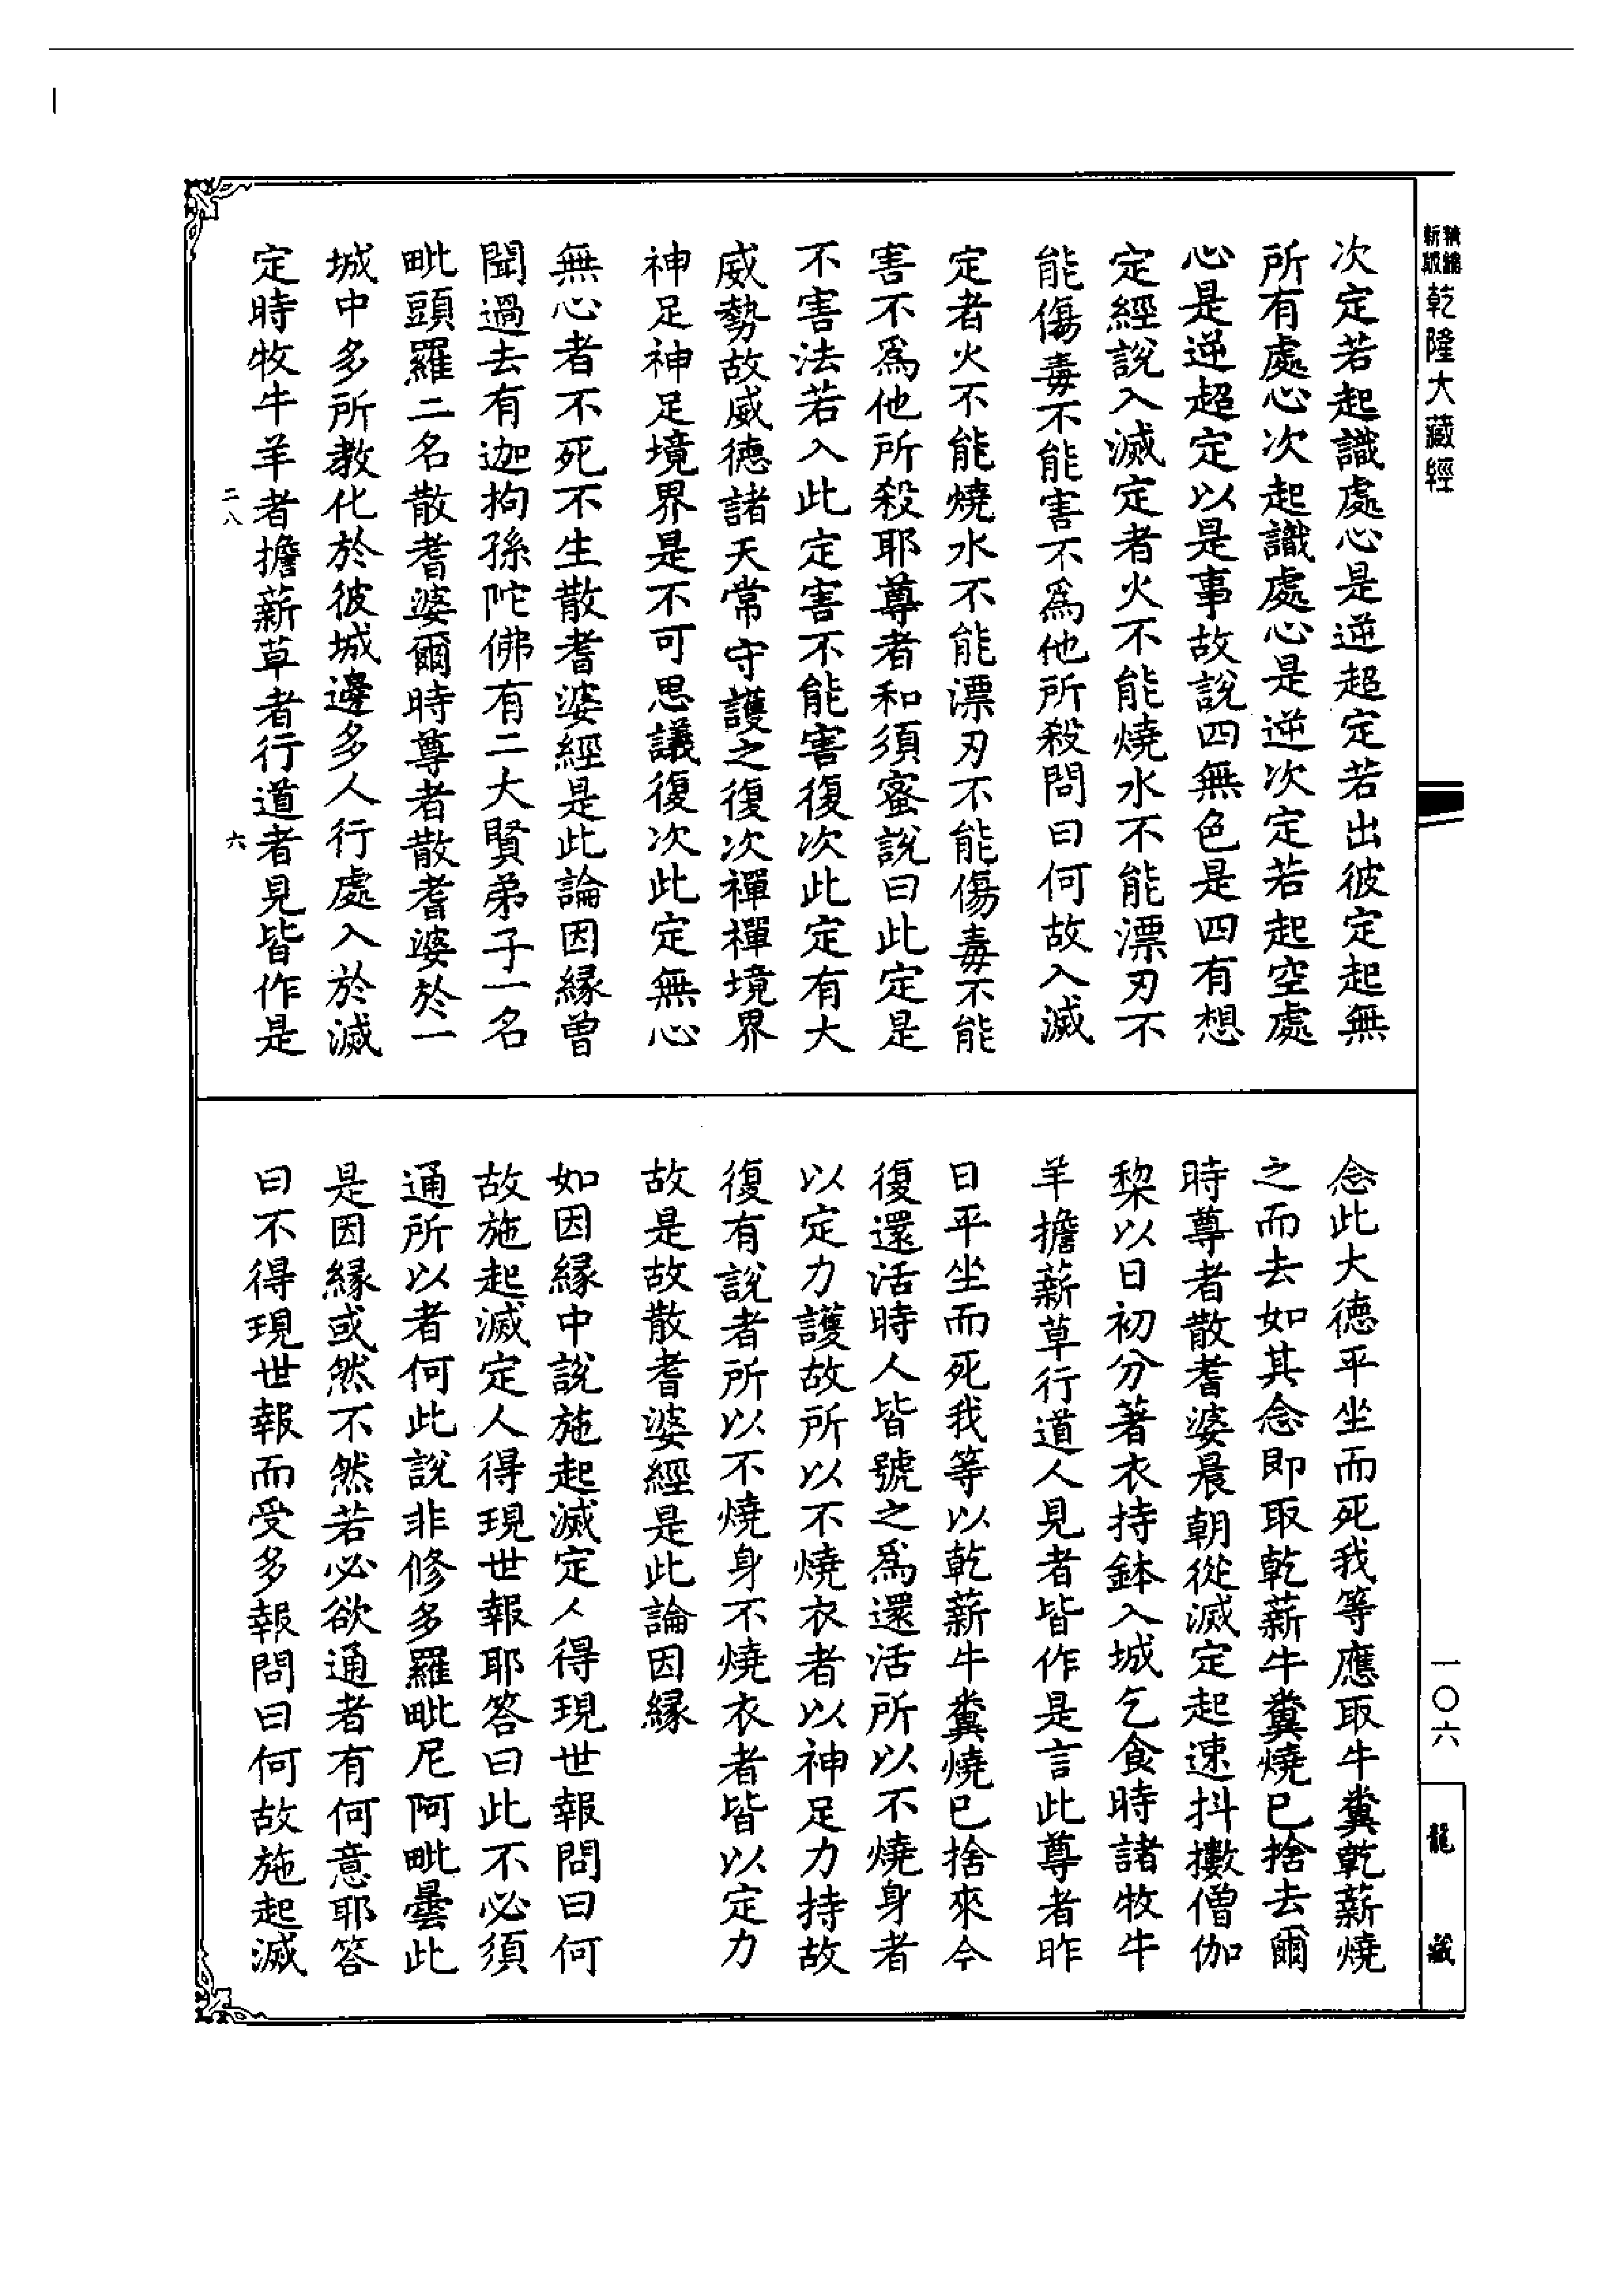 新編
新版
乾隆大藏經
次定若起識處心是逆超定若出彼定起無
所有處心次起識處心是逆次定若起空處
心是逆超定以是事故說四無色是四有想
定經說入滅定者火不能燒水不能漂刃不
能傷毒不能害不為他所殺問曰何故入滅
定者火不能燒水不能漂刃不能傷毒不能
害不為他所殺耶尊者和須蜜說曰此定是
不害法若入此定害不能害復次此定有大
威勢故威德諸天常守護之復次禪禪境界
神足神足境界是不可思議復次此定無心
無心者不死不生散耆婆經是此論因緣曾
聞過去有迦拘孫陀佛有二大賢弟子一名
毗頭羅二名散耆婆爾時尊者散耆婆於一
城中多所教化於彼城邊多人行處入於滅
定時牧牛羊者擔薪草者行道者見皆作是
二八
六
念此大德平坐而死我等應取牛糞乾薪燒
之而去如其念即取乾薪牛糞燒已捨去爾
時尊者散耆婆晨朝從滅定起速抖擻僧伽
棃以日初分著衣持鉢入城乞食時諸牧牛
羊擔薪草行道人見者皆作是言此尊者昨
日平坐而死我等以乾薪牛糞燒已捨來今
復還活時人皆號之為還活所以不燒身者
以定力護故所以不燒衣者以神足力持故
復有說者所以不燒身不燒衣者皆以定力
故是故散耆婆經是此論因緣
如因緣中說施起滅定人得現世報問曰何
故施起滅定人得現世報耶答曰此不必須
通所以者何此說非修多羅毗尼阿毗曇此
是因緣或然不然若必欲通者有何意耶答
曰不得現世報而受多報問曰何故施起滅
一〇六
龍藏